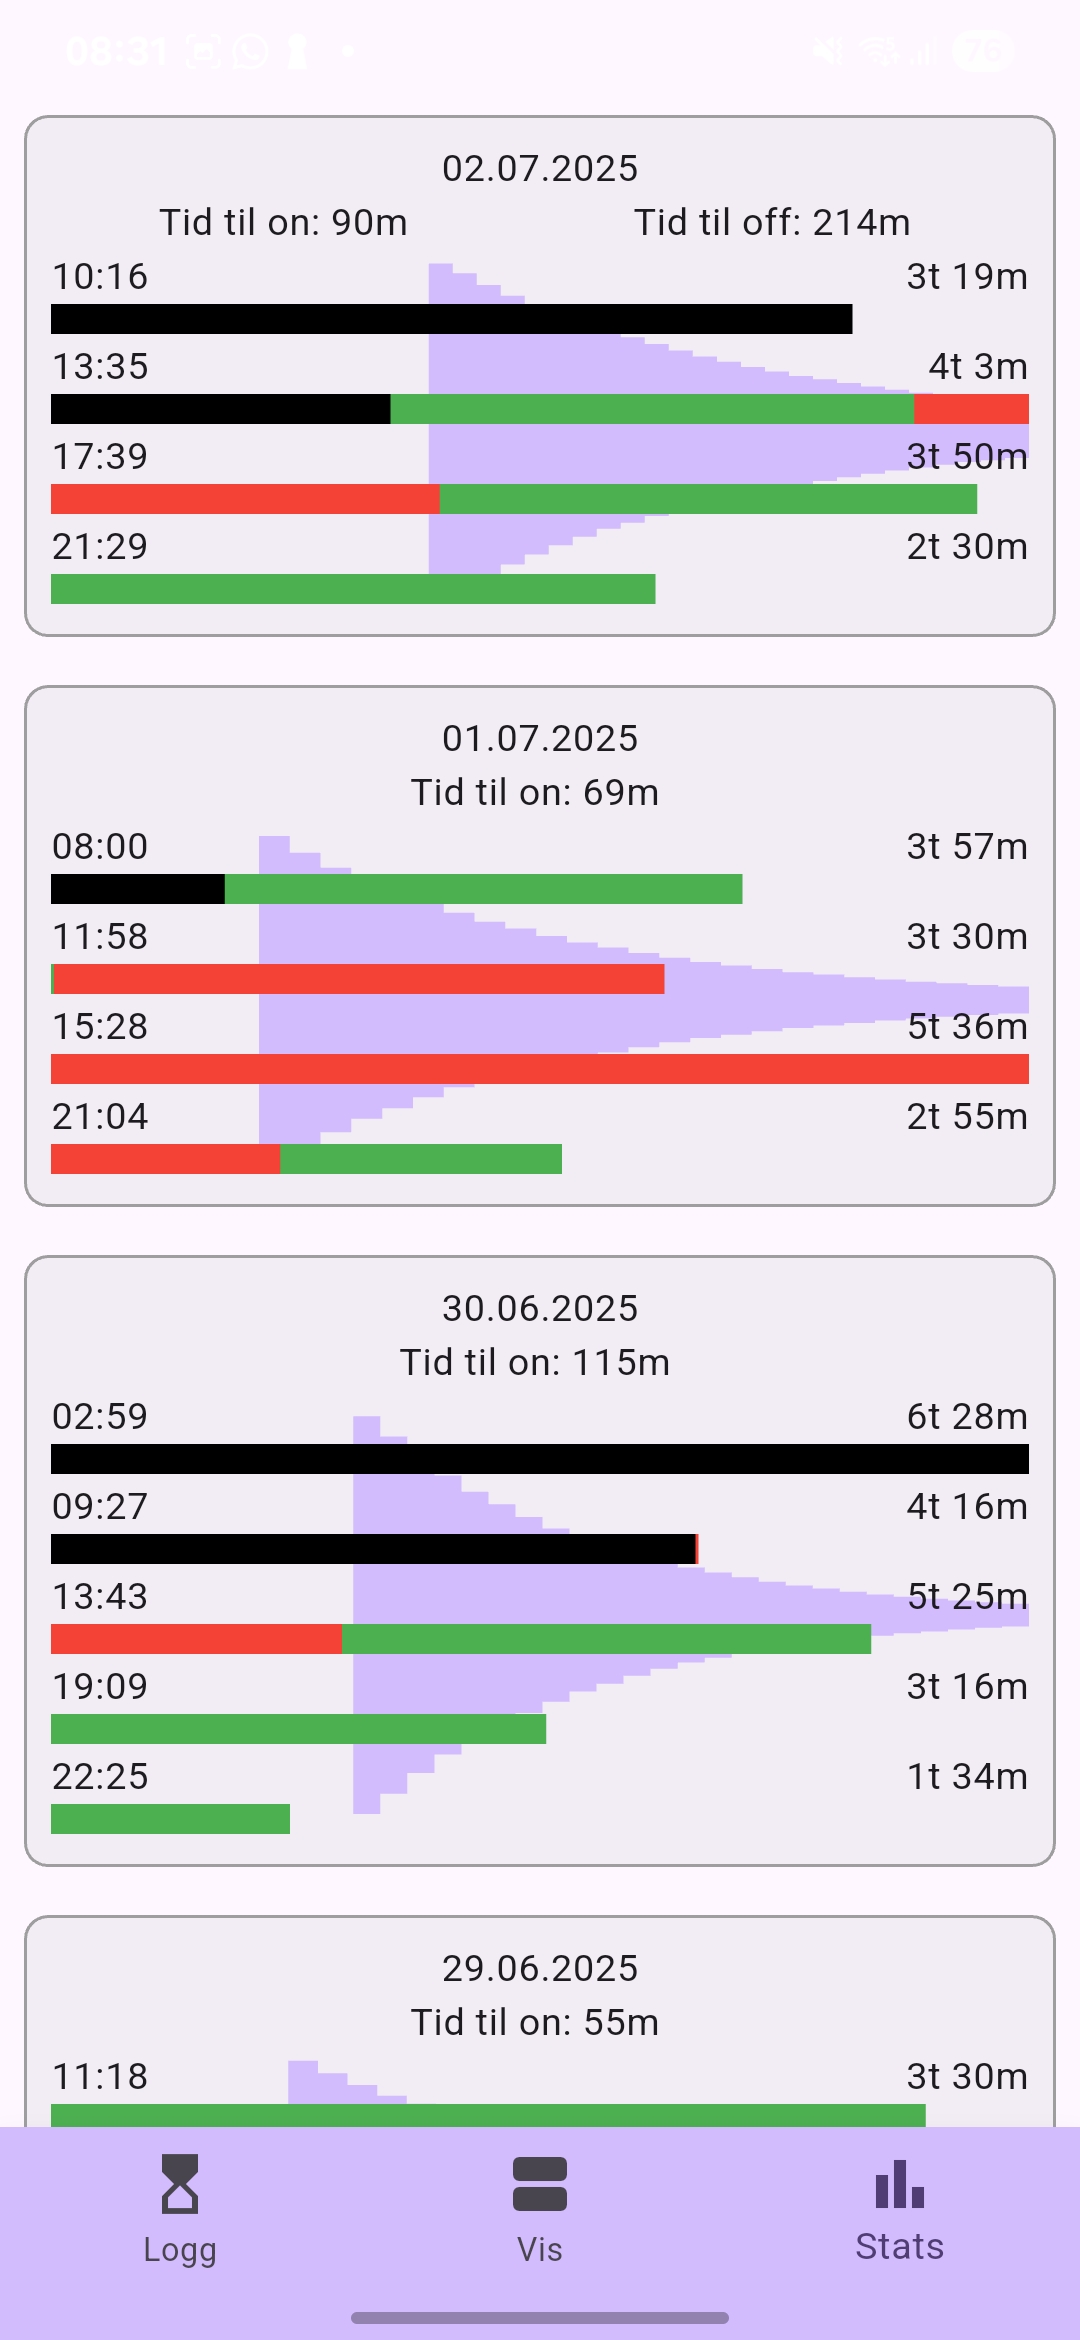 08:31
76
02.07.2025
Tid til on: 90m Tid til off: 214m
10:16 3t 19m
13:35 4t 3m
17:39 3t 50m
21:29 2t 30m
01.07.2025
Tid til on: 69m
08:00 3t 57m
11:58 3t 30m
15:28 5t 36m
21:04 2t 55m
30.06.2025
Tid til on: 115m
02:59 6t 28m
09:27 4t 16m
13:43 5t 25m
19:09 3t 16m
22:25 1t 34m
29.06.2025
Tid til on: 55m
11:18 3t 30m
Logg Vis Stats